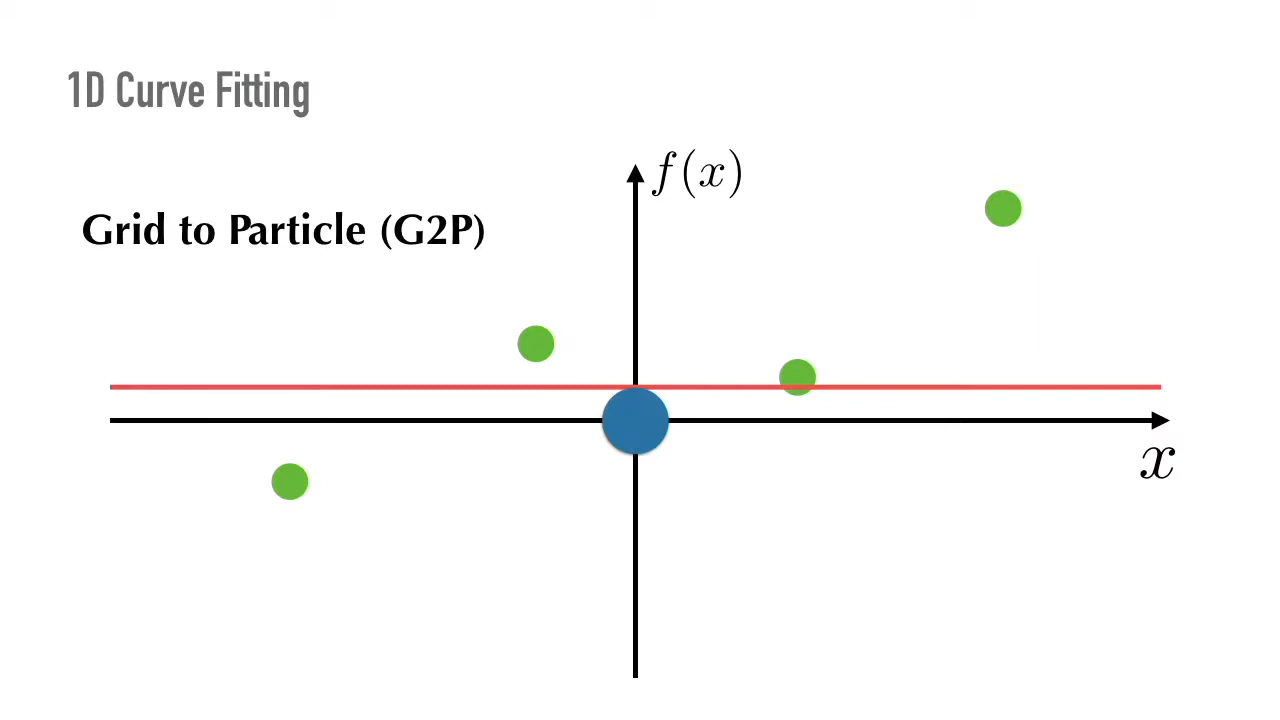 1D Curve Fitting
f(x)
Grid to Particle (G2P)
x